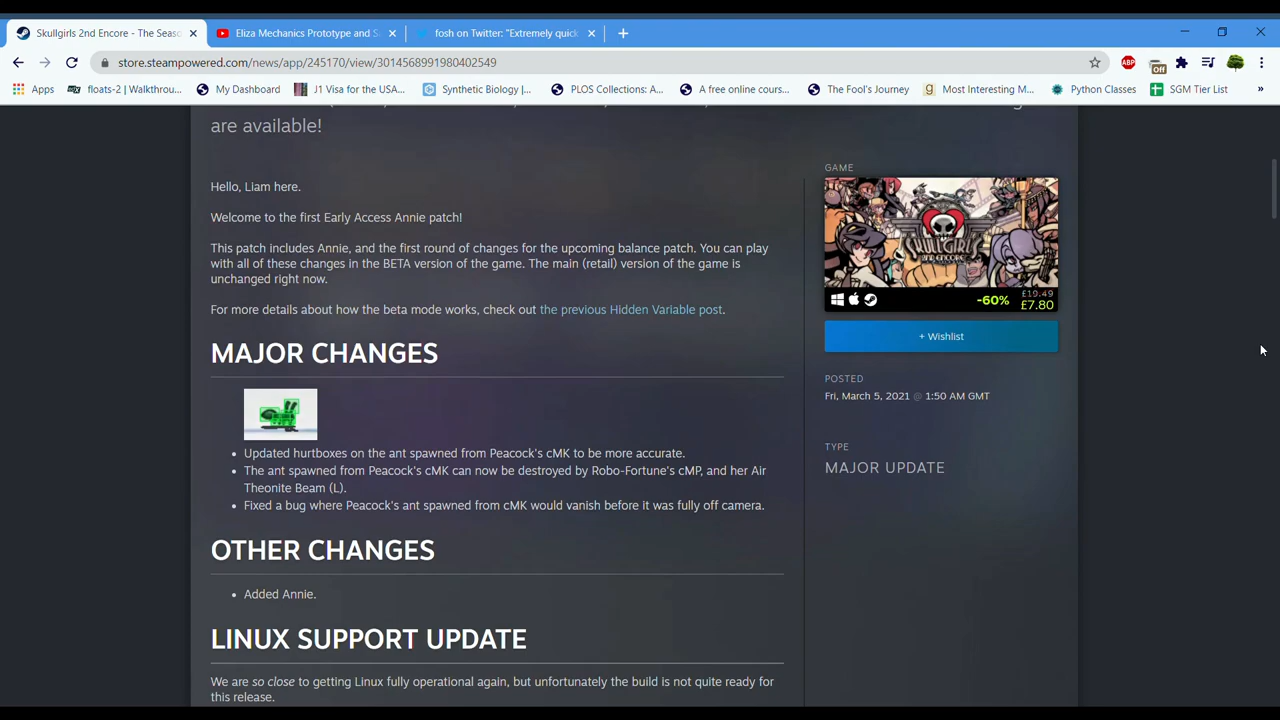 Skullgirls 2nd Encore - The Seaso
Eliza Mechanics Prototype and S
fosh on Twitter: "Extremely quick
store.steampowered.com/news/app/245170/view/3014568991980402549
ABP
Off
Apps
floats-2 | Walkthrou...
My Dashboard
J1 Visa for the USA...
Synthetic Biology |...
PLOS Collections: A...
A free online cours...
The Fool's Journey
Most Interesting M...
Python Classes
SGM Tier List
»
are available!
Hello, Liam here.
Welcome to the first Early Access Annie patch!
This patch includes Annie, and the first round of changes for the upcoming balance patch. You can play
with all of these changes in the BETA version of the game. The main (retail) version of the game is
unchanged right now.
For more details about how the beta mode works, check out the previous Hidden Variable post.
MAJOR CHANGES
• Updated hurtboxes on the ant spawned from Peacock's cMK to be more accurate.
• The ant spawned from Peacock's cMK can now be destroyed by Robo-Fortune's cMP, and her Air
Theonite Beam (L).
• Fixed a bug where Peacock's ant spawned from cMK would vanish before it was fully off camera.
OTHER CHANGES
• Added Annie.
LINUX SUPPORT UPDATE
We are so close to getting Linux fully operational again, but unfortunately the build is not quite ready for
this release.
GAME
SKULLGIRLS
2ND ENCORE
-60%
£19.49
£7.80
+ Wishlist
POSTED
Fri, March 5, 2021 @ 1:50 AM GMT
TYPE
MAJOR UPDATE